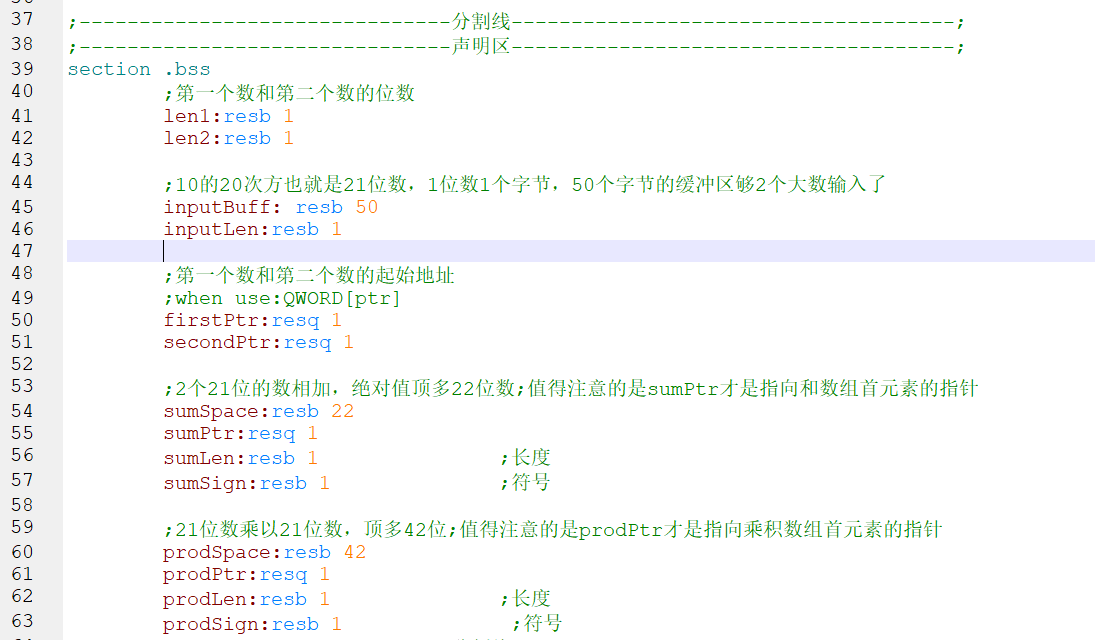 37 ;-------------------------------分割线-------------------------------------;
38 ;-------------------------------声明区-------------------------------------;
39 section .bss
40 ;第一个数和第二个数的位数
41 len1:resb 1
42 len2:resb 1
43
44 ;10的20次方也就是21位数，1位数1个字节，50个字节的缓冲区够2个大数输入了
45 inputBuff: resb 50
46 inputLen:resb 1
47
48 ;第一个数和第二个数的起始地址
49 ;when use:QWORD[ptr]
50 firstPtr:resq 1
51 secondPtr:resq 1
52
53 ;2个21位的数相加，绝对值顶多22位数;值得注意的是sumPtr才是指向和数组首元素的指针
54 sumSpace:resb 22
55 sumPtr:resq 1
56 sumLen:resb 1 ;长度
57 sumSign:resb 1 ;符号
58
59 ;21位数乘以21位数，顶多42位;值得注意的是prodPtr才是指向乘积数组首元素的指针
60 prodSpace:resb 42
61 prodPtr:resq 1
62 prodLen:resb 1 ;长度
63 prodSign:resb 1 ;符号